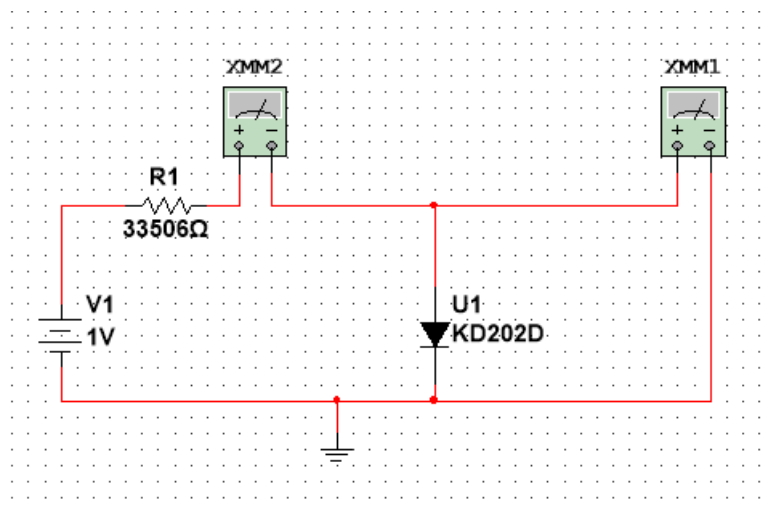 XMM2
XMM1
+ −
+ −
R1
33506Ω
V1
1V
U1
KD202D